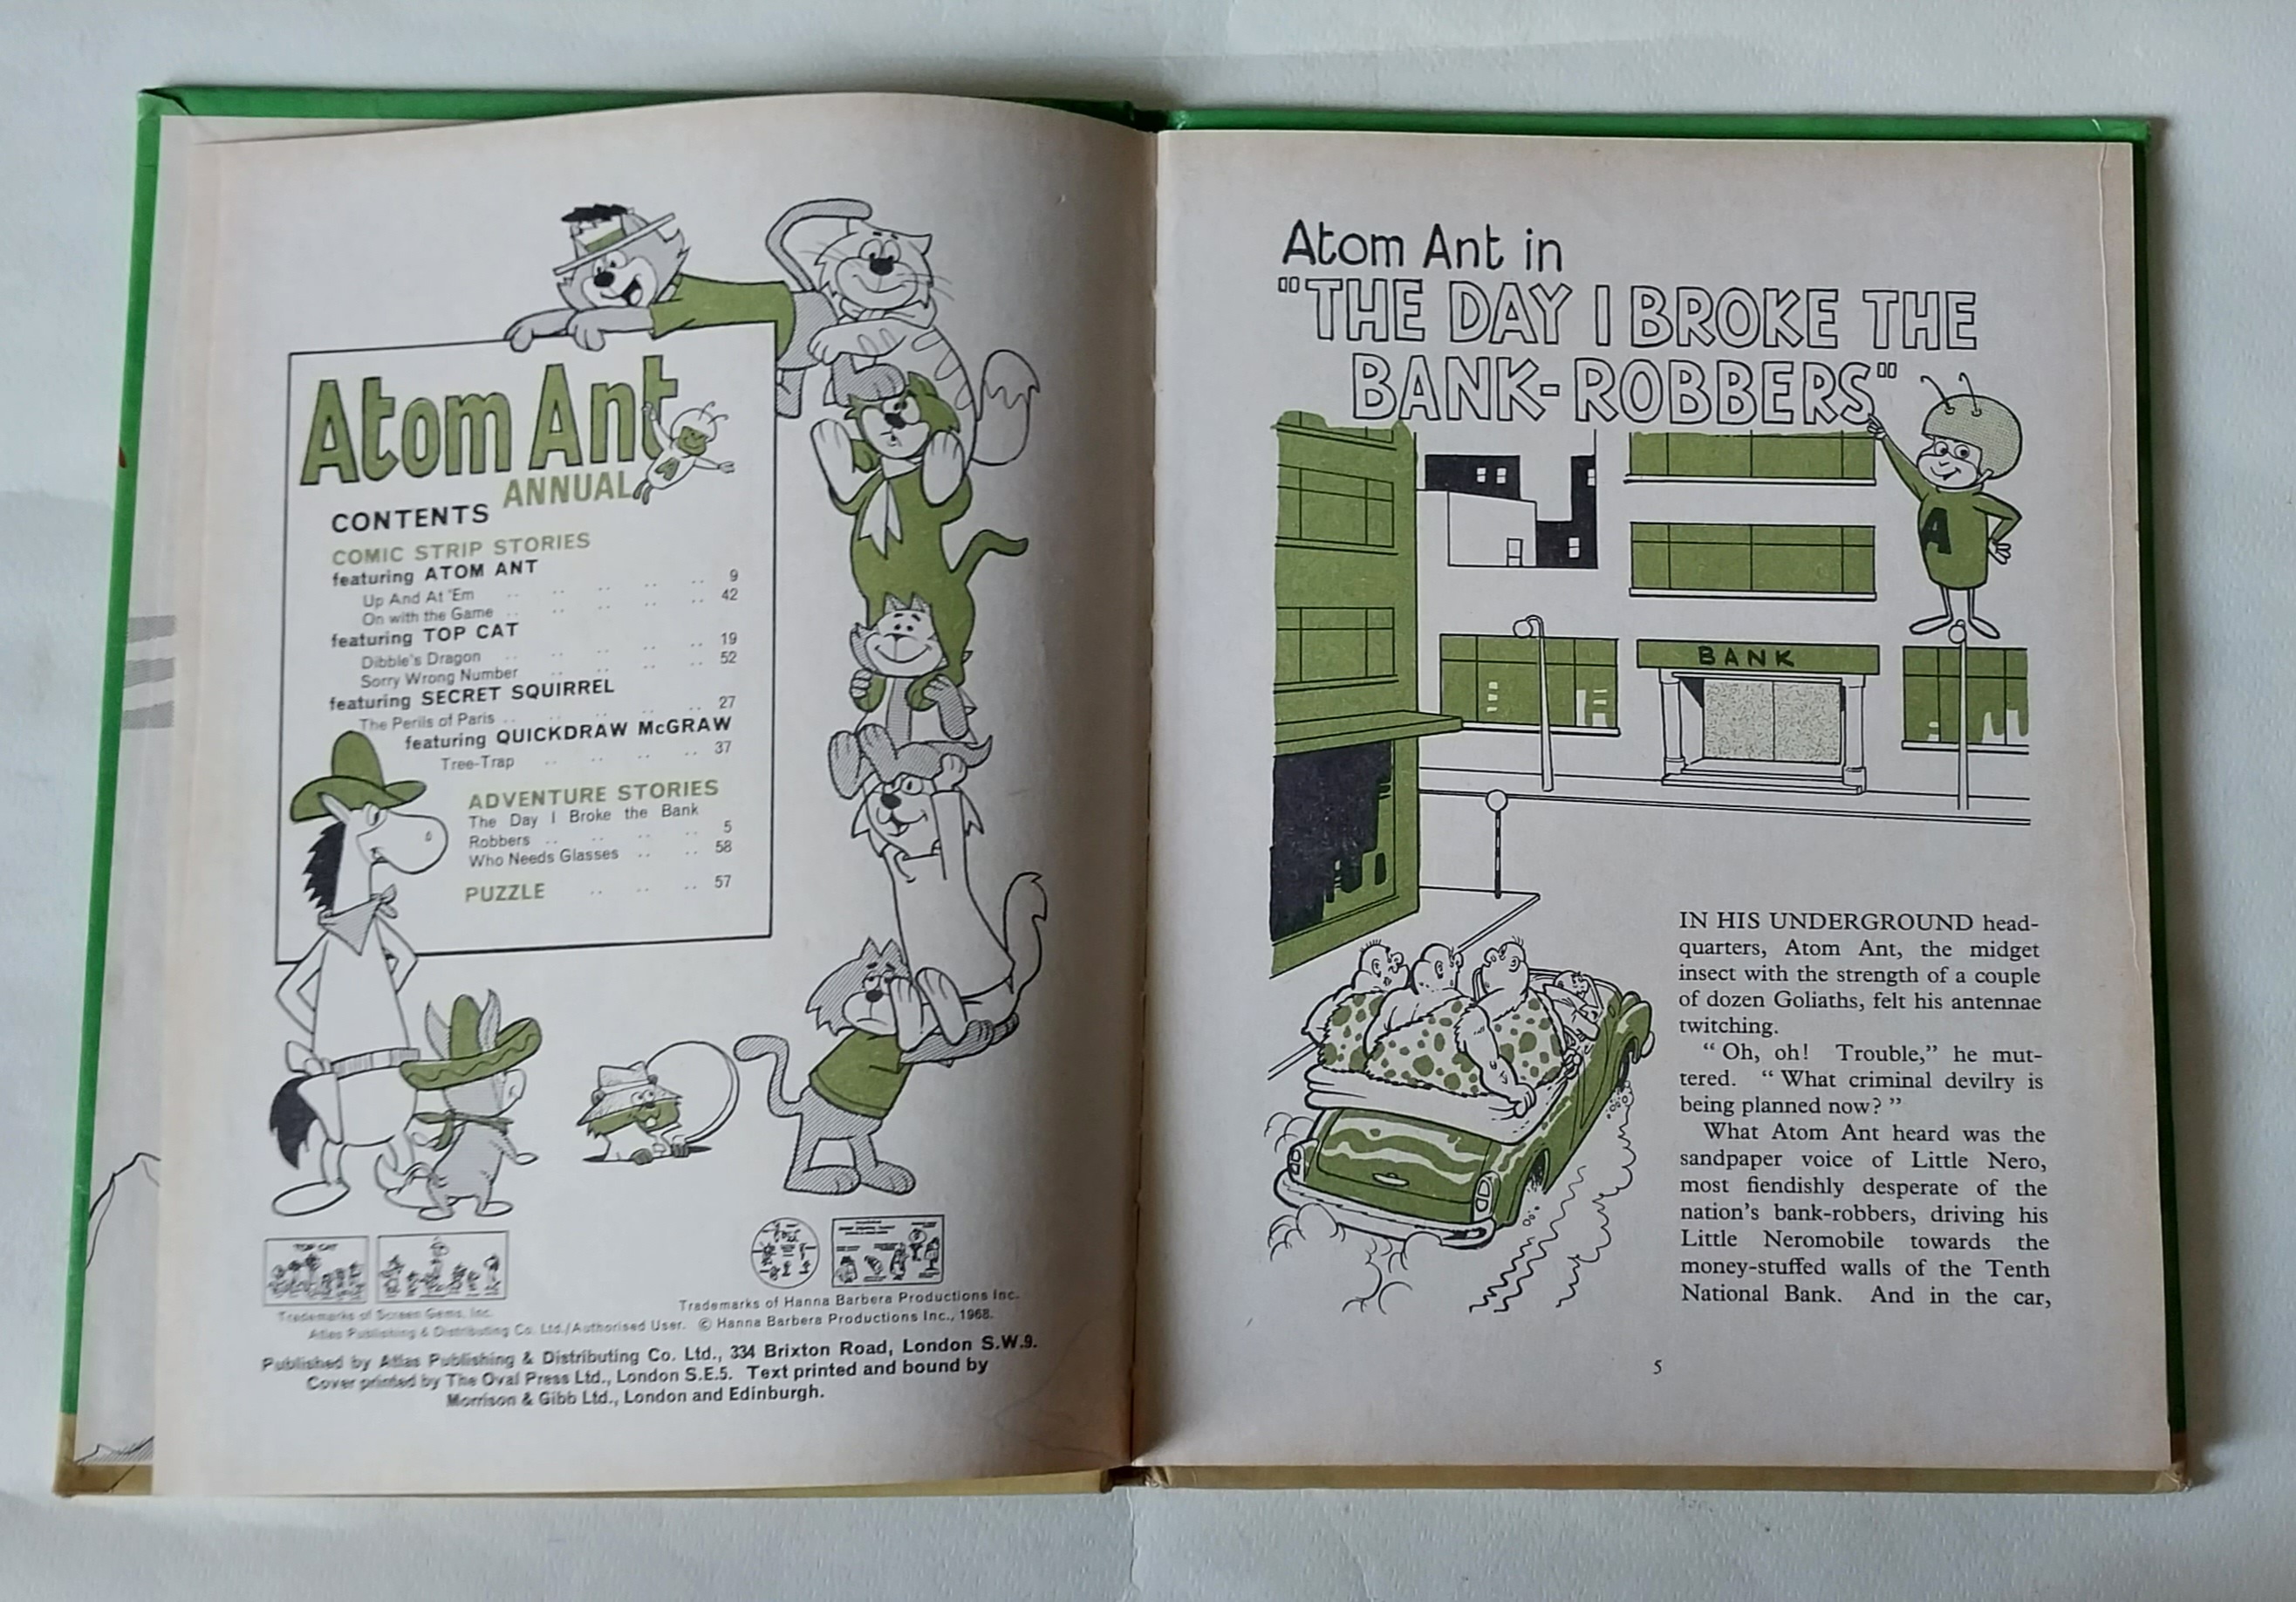 Atom Ant
ANNUAL
CONTENTS
COMIC STRIP STORIES
featuring ATOM ANT
Up And At 'Em .. .. .. .. 9
On with the Game .. .. .. .. 42
featuring TOP CAT
Dibble's Dragon .. .. .. .. 19
Sorry Wrong Number .. .. .. 52
featuring SECRET SQUIRREL
The Perils of Paris .. .. .. .. 27
featuring QUICKDRAW McGRAW
Tree-Trap .. .. .. .. 37
ADVENTURE STORIES
The Day I Broke the Bank
Robbers .. .. .. .. 5
Who Needs Glasses .. .. 58
PUZZLE .. .. .. 57
TOP CAT
Trademarks of Screen Gems, Inc.
Trademarks of Hanna Barbera Productions Inc.
Atlas Publishing & Distributing Co. Ltd./Authorised User. © Hanna Barbera Productions Inc., 1968.
Published by Atlas Publishing & Distributing Co. Ltd., 334 Brixton Road, London S.W.9.
Cover printed by The Oval Press Ltd., London S.E.5. Text printed and bound by
Morrison & Gibb Ltd., London and Edinburgh.
Atom Ant in
"THE DAY I BROKE THE
BANK-ROBBERS"
A
BANK
IN HIS UNDERGROUND head-
quarters, Atom Ant, the midget
insect with the strength of a couple
of dozen Goliaths, felt his antennae
twitching.
“ Oh, oh! Trouble,” he mut-
tered. “ What criminal devilry is
being planned now? ”
What Atom Ant heard was the
sandpaper voice of Little Nero,
most fiendishly desperate of the
nation's bank-robbers, driving his
Little Neromobile towards the
money-stuffed walls of the Tenth
National Bank. And in the car,
5